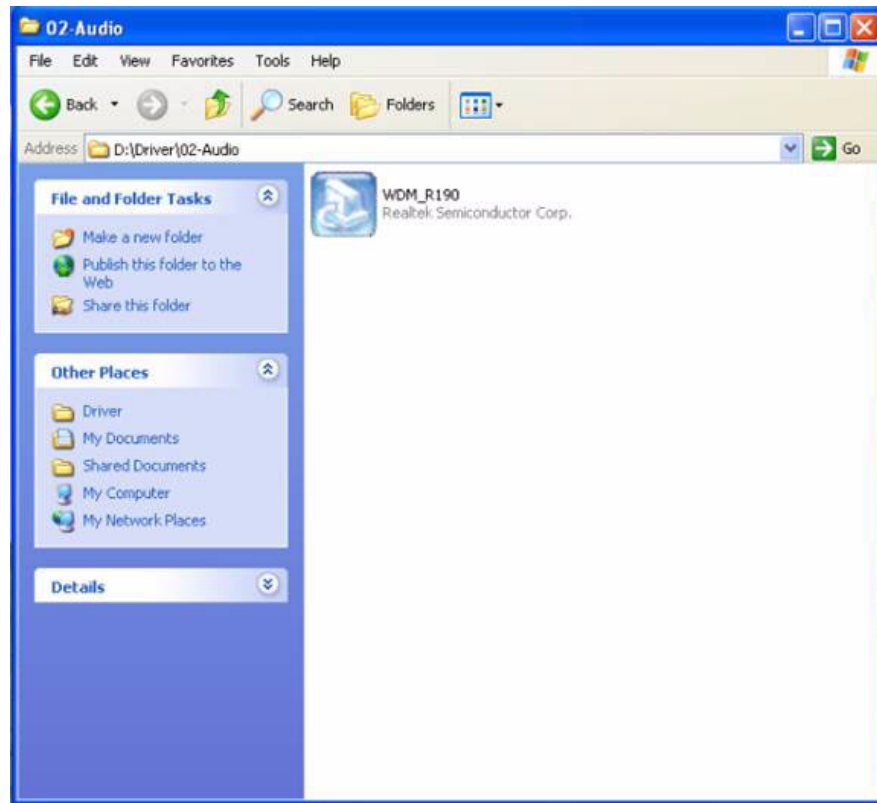 02-Audio
File Edit View Favorites Tools Help
Back Search Folders
Address D:\Driver\02-Audio Go
File and Folder Tasks
Make a new folder
Publish this folder to the
Web
Share this folder
Other Places
Driver
My Documents
Shared Documents
My Computer
My Network Places
Details
WDM_R190
Realtek Semiconductor Corp.